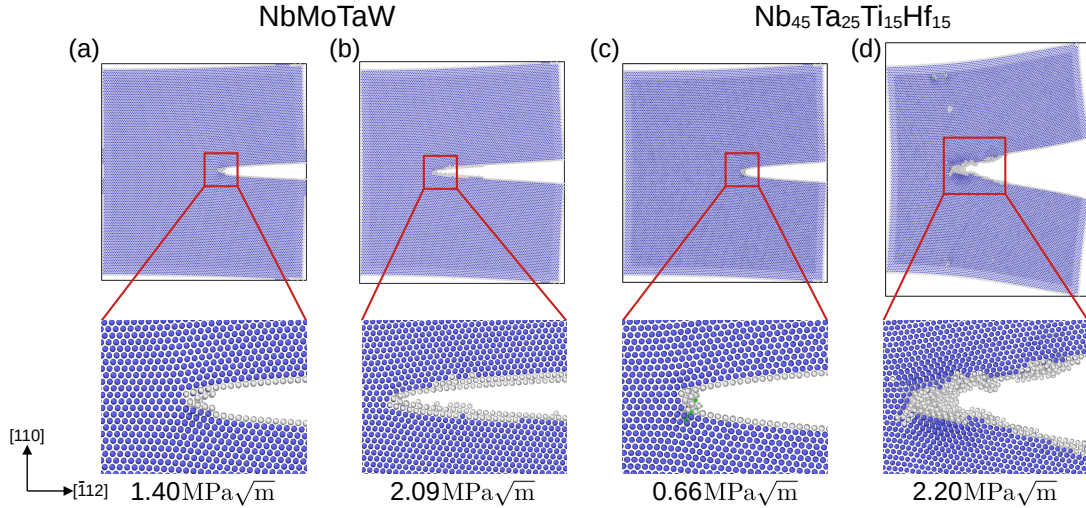 NbMoTaW
Nb₄₅Ta₂₅Ti₁₅Hf₁₅
(a)
(b)
(c)
(d)
[110]
[1̄12]
1.40MPa√m
2.09MPa√m
0.66MPa√m
2.20MPa√m